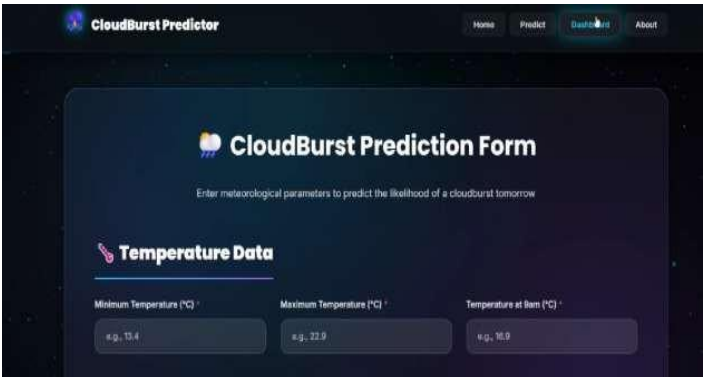 CloudBurst Predictor
Home Predict Dashboard About
CloudBurst Prediction Form
Enter meteorological parameters to predict the likelihood of a cloudburst tomorrow
Temperature Data
Minimum Temperature (°C) *
Maximum Temperature (°C) *
Temperature at 9am (°C) *
e.g., 13.4
e.g., 22.9
e.g., 16.9